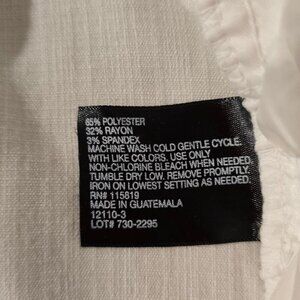 65% POLYESTER
32% RAYON
3% SPANDEX
MACHINE WASH COLD GENTLE CYCLE.
WITH LIKE COLORS. USE ONLY
NON-CHLORINE BLEACH WHEN NEEDED.
TUMBLE DRY LOW. REMOVE PROMPTLY.
IRON ON LOWEST SETTING AS NEEDED.
RN# 115819
MADE IN GUATEMALA
12110-3
LOT# 730-2295